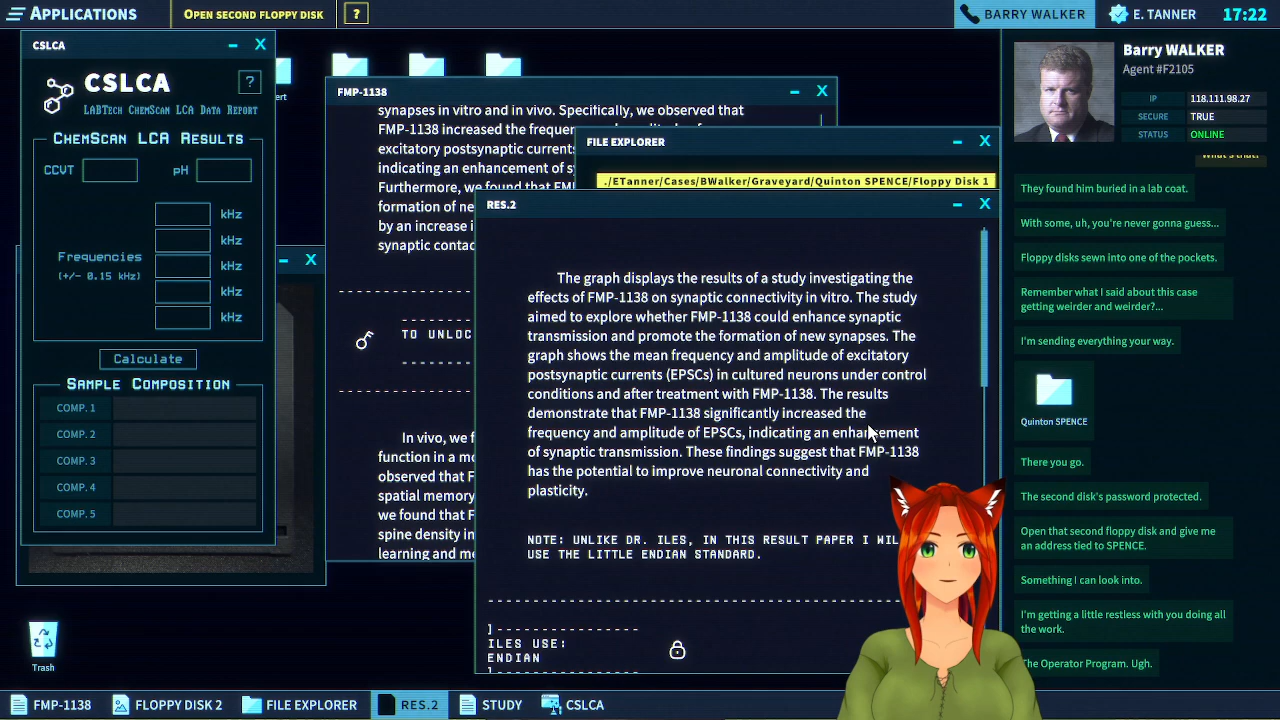 APPLICATIONS
OPEN SECOND FLOPPY DISK
?
BARRY WALKER
E. TANNER
17:22
CSLCA
CSLCA
?
LABTECH CHEMSCAN LCA DATA REPORT
CHEMSCAN LCA RESULTS
CCVT
pH
kHz
kHz
Frequencies
(+/- 0.15 kHz)
kHz
kHz
kHz
Calculate
SAMPLE COMPOSITION
COMP. 1
COMP. 2
COMP. 3
COMP. 4
COMP. 5
FMP-1138
synapses in vitro and in vivo. Specifically, we observed that
FMP-1138 increased the
excitatory postsynaptic currents
indicating an enhancement of
Furthermore, we found that
formation of
by an increase
synaptic
TO
In vivo, we
function in a
observed that
spatial memory
we found that
spine density in
learning and
FILE EXPLORER
./ETanner/Cases/BWalker/Graveyard/Quinton SPENCE/Floppy Disk 1
RES.2
The graph displays the results of a study investigating the
effects of FMP-1138 on synaptic connectivity in vitro. The study
aimed to explore whether FMP-1138 could enhance synaptic
transmission and promote the formation of new synapses. The
graph shows the mean frequency and amplitude of excitatory
postsynaptic currents (EPSCs) in cultured neurons under control
conditions and after treatment with FMP-1138. The results
demonstrate that FMP-1138 significantly increased the
frequency and amplitude of EPSCs, indicating an enhancement
of synaptic transmission. These findings suggest that FMP-1138
has the potential to improve neuronal connectivity and
plasticity.
NOTE: UNLIKE DR. ILES, IN THIS RESULT PAPER I
USE THE LITTLE ENDIAN STANDARD.
ILES USE:
ENDIAN
Barry WALKER
Agent #F2105
IP
118.111.98.27
SECURE
TRUE
STATUS
ONLINE
What's that?
They found him buried in a lab coat.
With some, uh, you're never gonna guess...
Floppy disks sewn into one of the pockets.
Remember what I said about this case
getting weirder and weirder?...
I'm sending everything your way.
Quinton SPENCE
There you go.
The second disk's password protected.
Open that second floppy disk and give me
an address tied to SPENCE.
Something I can look into.
I'm getting a little restless with you doing all
the work.
The Operator Program. Ugh.
Trash
FMP-1138
FLOPPY DISK 2
FILE EXPLORER
RES.2
STUDY
CSLCA